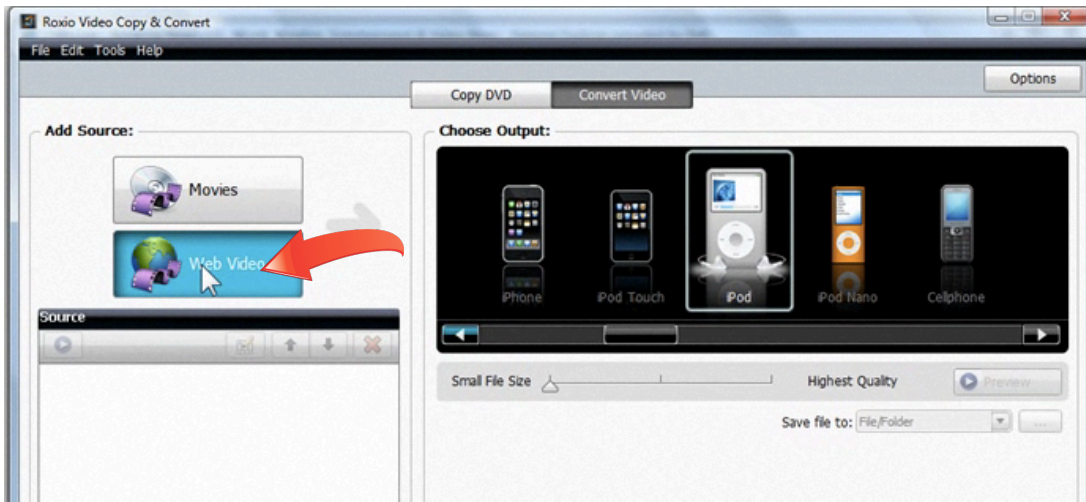 Roxio Video Copy & Convert
File Edit Tools Help
Options
Copy DVD Convert Video
Add Source:
Movies
Web Video
Source
Choose Output:
iPhone iPod Touch iPod iPod Nano Cellphone
Small File Size Highest Quality Preview
Save file to: File/Folder ...